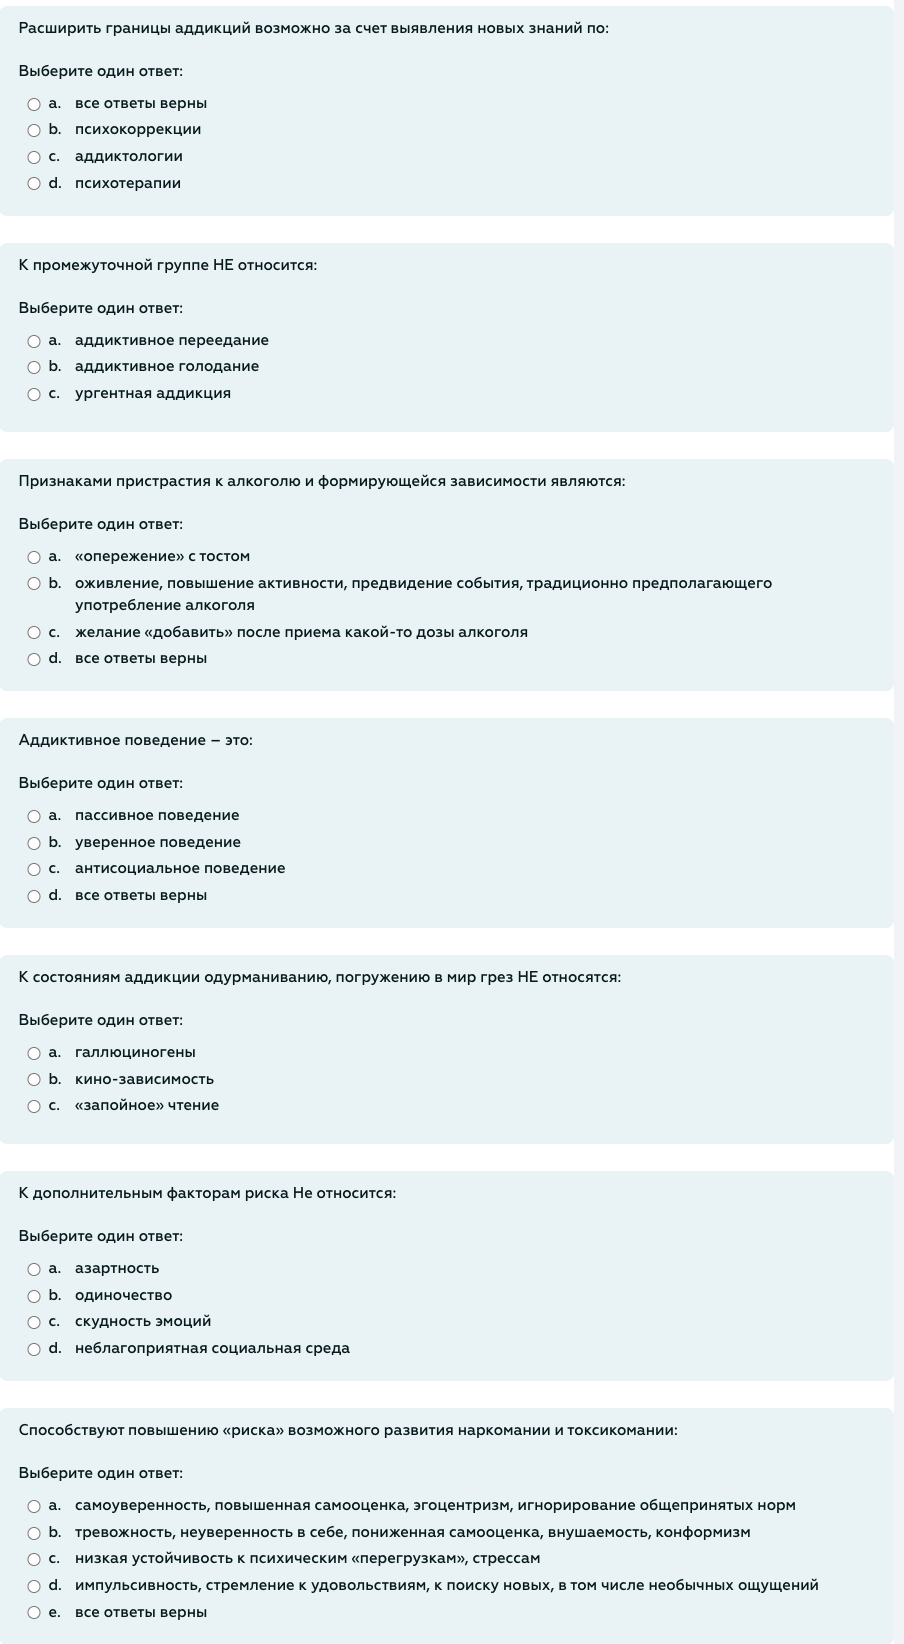 Расширить границы аддикций возможно за счет выявления новых знаний по:
Выберите один ответ:
a. все ответы верны
b. психокоррекции
c. аддиктологии
d. психотерапии
К промежуточной группе НЕ относится:
Выберите один ответ:
a. аддиктивное переедание
b. аддиктивное голодание
c. ургентная аддикция
Признаками пристрастия к алкоголю и формирующейся зависимости являются:
Выберите один ответ:
a. «опережение» с тостом
b. оживление, повышение активности, предвидение события, традиционно предполагающего
употребление алкоголя
c. желание «добавить» после приема какой-то дозы алкоголя
d. все ответы верны
Аддиктивное поведение – это:
Выберите один ответ:
a. пассивное поведение
b. уверенное поведение
c. антисоциальное поведение
d. все ответы верны
К состояниям аддикции одурманиванию, погружению в мир грез НЕ относятся:
Выберите один ответ:
a. галлюциногены
b. кино-зависимость
c. «запойное» чтение
К дополнительным факторам риска Не относится:
Выберите один ответ:
a. азартность
b. одиночество
c. скудность эмоций
d. неблагоприятная социальная среда
Способствуют повышению «риска» возможного развития наркомании и токсикомании:
Выберите один ответ:
a. самоуверенность, повышенная самооценка, эгоцентризм, игнорирование общепринятых норм
b. тревожность, неуверенность в себе, пониженная самооценка, внушаемость, конформизм
c. низкая устойчивость к психическим «перегрузкам», стрессам
d. импульсивность, стремление к удовольствиям, к поиску новых, в том числе необычных ощущений
e. все ответы верны